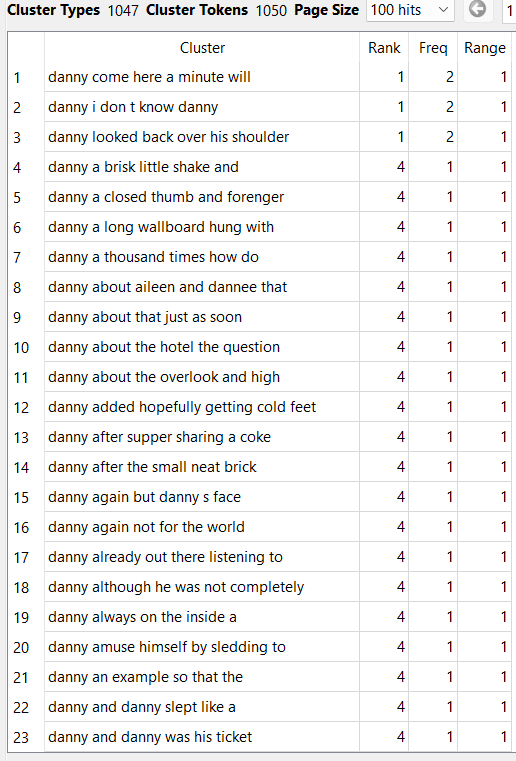 Cluster Types 1047 Cluster Tokens 1050 Page Size 100 hits 1
Cluster Rank Freq Range
1 danny come here a minute will 1 2 1
2 danny i don t know danny 1 2 1
3 danny looked back over his shoulder 1 2 1
4 danny a brisk little shake and 4 1 1
5 danny a closed thumb and forenger 4 1 1
6 danny a long wallboard hung with 4 1 1
7 danny a thousand times how do 4 1 1
8 danny about aileen and dannee that 4 1 1
9 danny about that just as soon 4 1 1
10 danny about the hotel the question 4 1 1
11 danny about the overlook and high 4 1 1
12 danny added hopefully getting cold feet 4 1 1
13 danny after supper sharing a coke 4 1 1
14 danny after the small neat brick 4 1 1
15 danny again but danny s face 4 1 1
16 danny again not for the world 4 1 1
17 danny already out there listening to 4 1 1
18 danny although he was not completely 4 1 1
19 danny always on the inside a 4 1 1
20 danny amuse himself by sledding to 4 1 1
21 danny an example so that the 4 1 1
22 danny and danny slept like a 4 1 1
23 danny and danny was his ticket 4 1 1